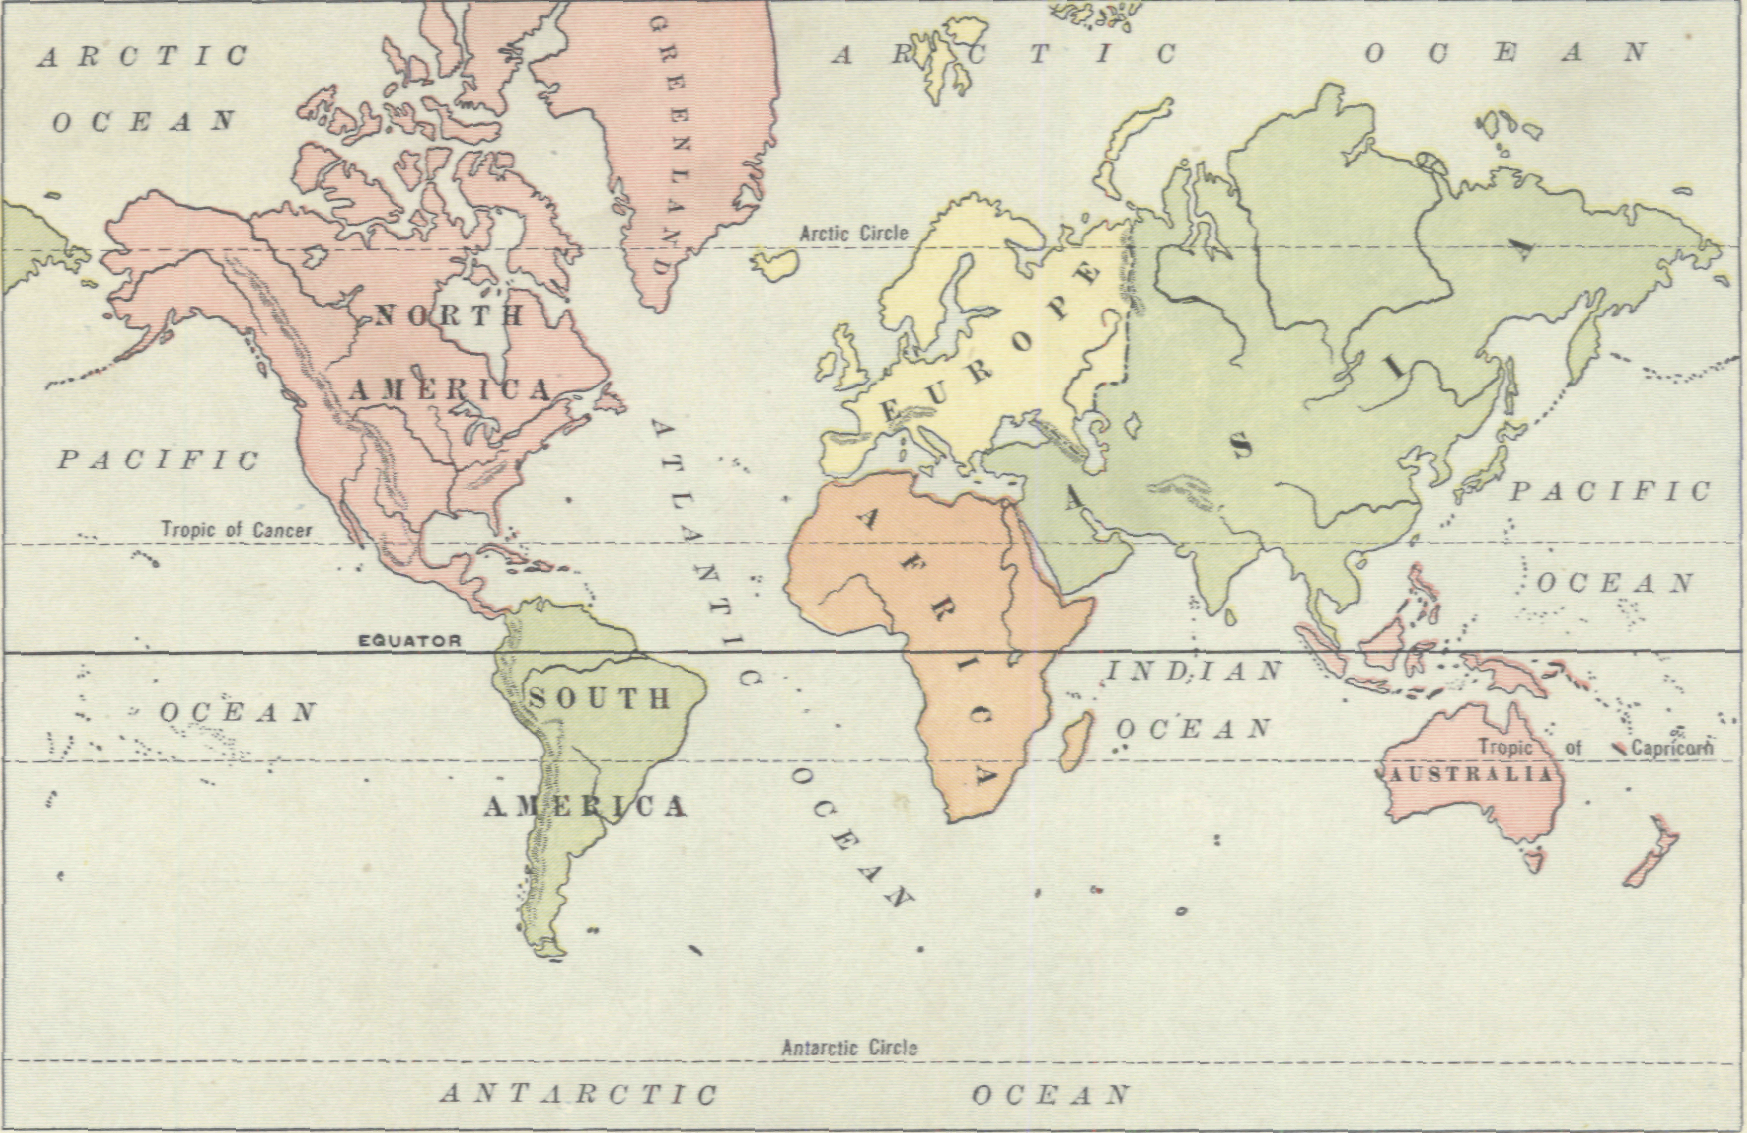 ARCTIC
OCEAN
GREENLAND
ARCTIC OCEAN
Arctic Circle
NORTH
AMERICA
EUROPE
ASIA
PACIFIC
ATLANTIC
OCEAN
PACIFIC
OCEAN
Tropic of Cancer
AFRICA
EQUATOR
OCEAN
SOUTH
AMERICA
INDIAN
OCEAN
Tropic of Capricorn
AUSTRALIA
Antarctic Circle
ANTARCTIC OCEAN